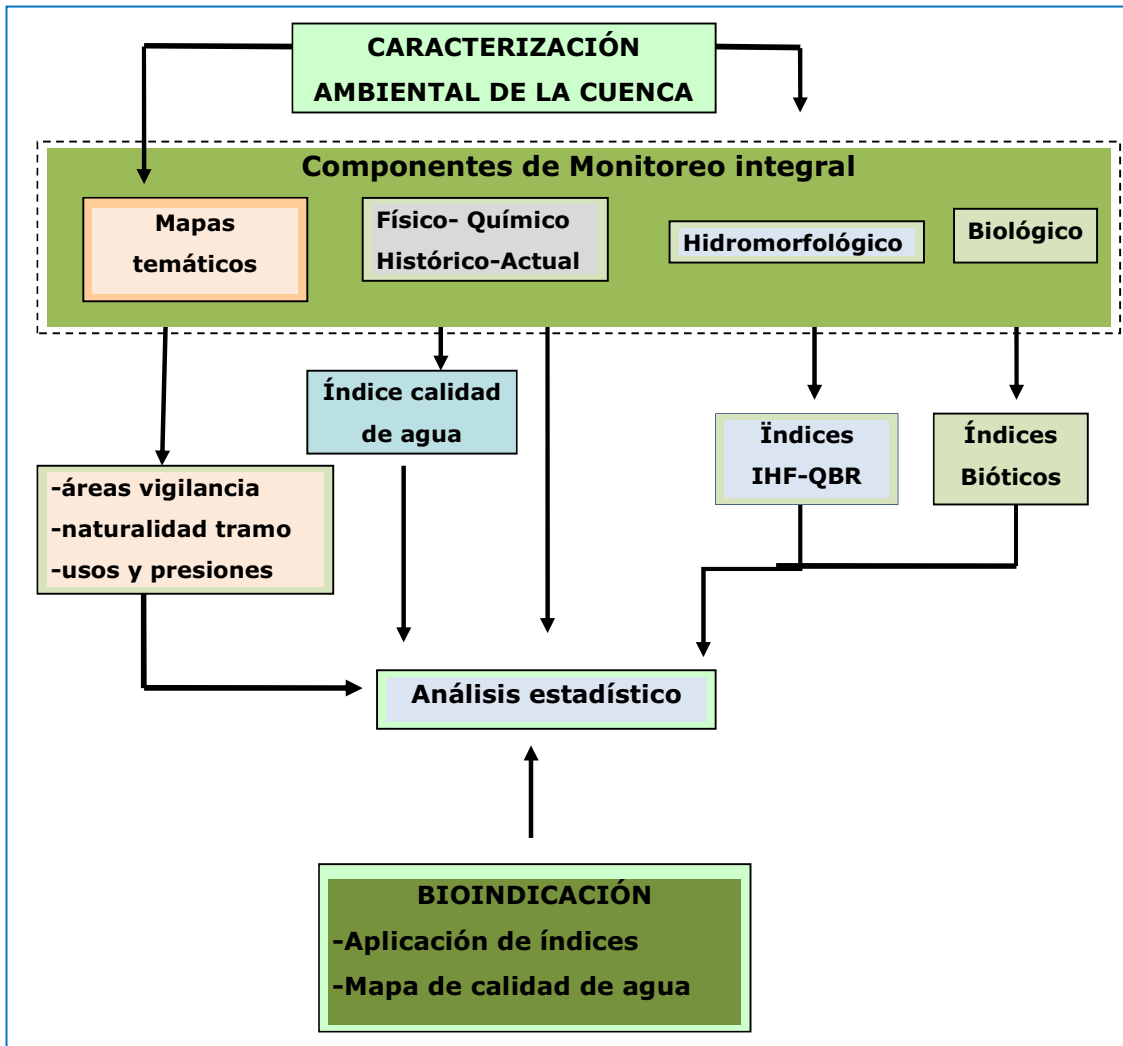 CARACTERIZACIÓN
AMBIENTAL DE LA CUENCA
Componentes de Monitoreo integral
Mapas
temáticos
Físico- Químico
Histórico-Actual
Hidromorfológico
Biológico
Índice calidad
de agua
Ïndices
IHF-QBR
Índices
Bióticos
-áreas vigilancia
-naturalidad tramo
-usos y presiones
Análisis estadístico
BIOINDICACIÓN
-Aplicación de índices
-Mapa de calidad de agua